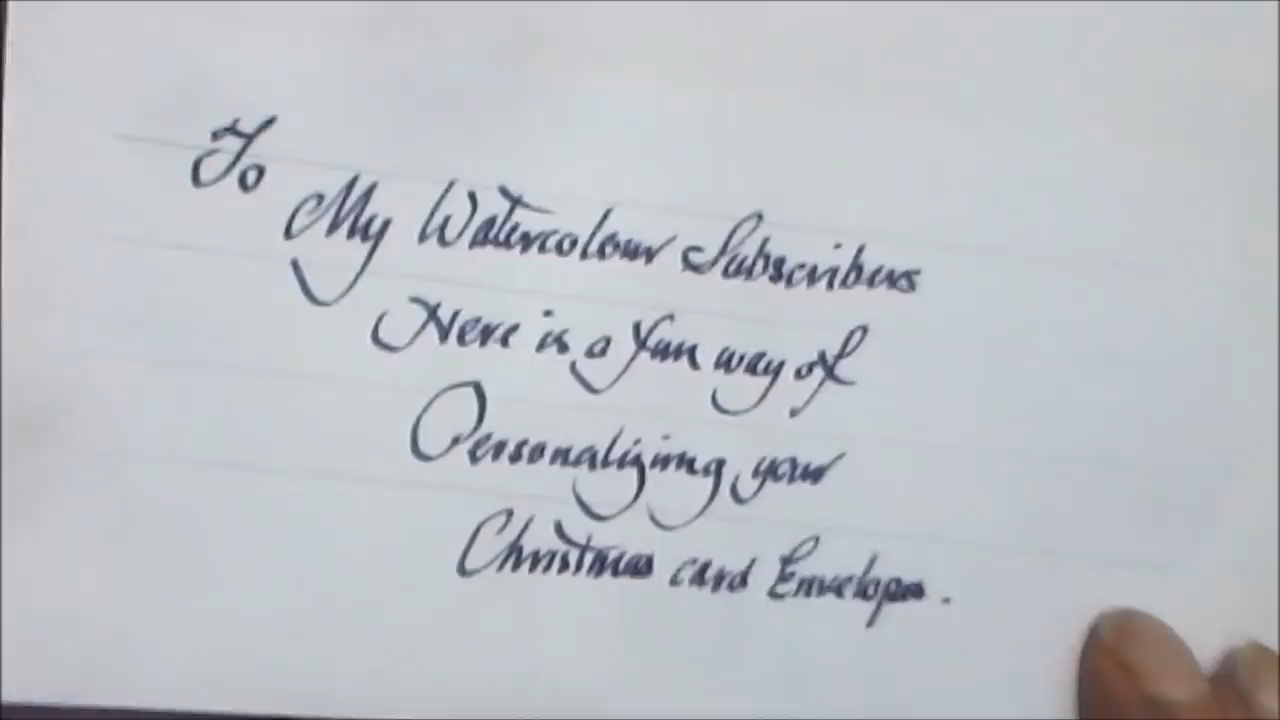 To
My Watercolour Subscribers
Here is a fun way of
Personalizing your
Christmas card Envelopes.